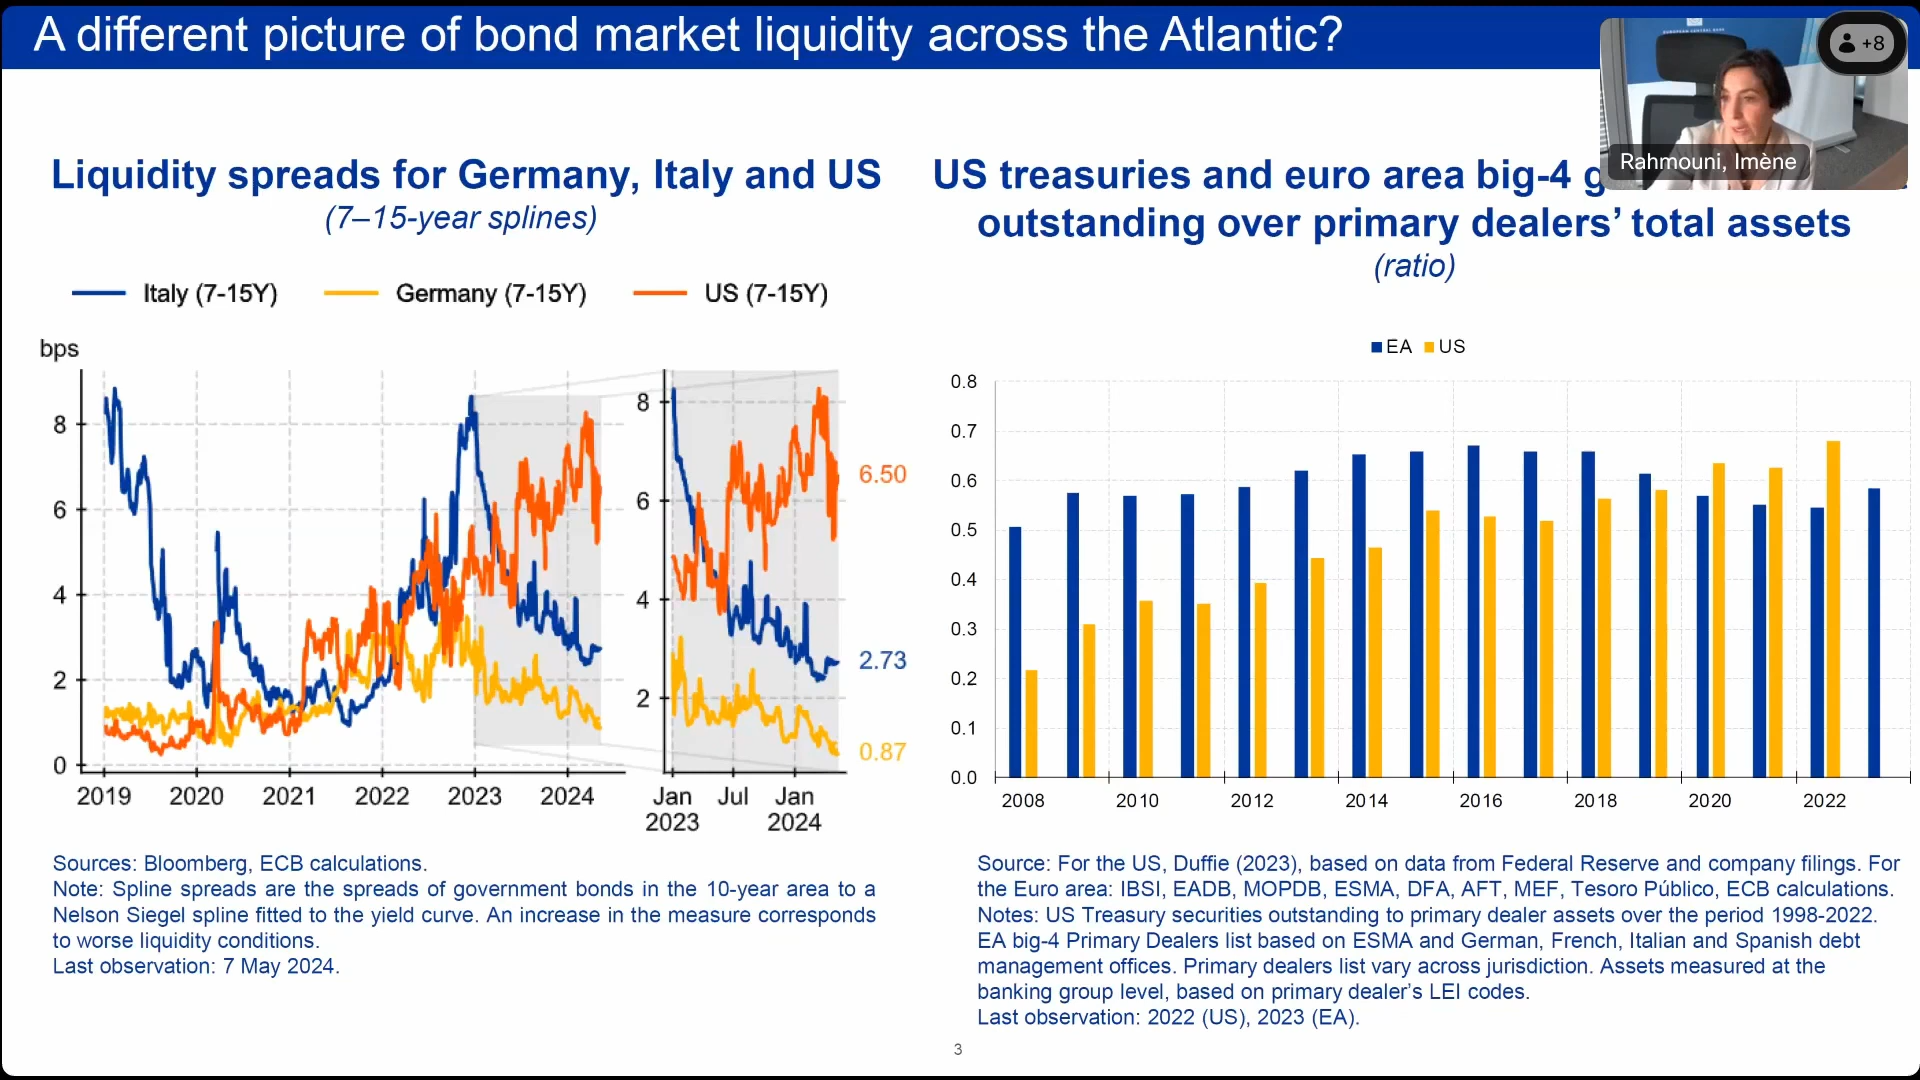 A different picture of bond market liquidity across the Atlantic?
+8
Rahmouni, Imène
Liquidity spreads for Germany, Italy and US
(7–15-year splines)
Italy (7-15Y) Germany (7-15Y) US (7-15Y)
bps
8
6
4
2
0
2019 2020 2021 2022 2023 2024
8
6
4
2
Jan Jul Jan
2023 2024
6.50
2.73
0.87
Sources: Bloomberg, ECB calculations.
Note: Spline spreads are the spreads of government bonds in the 10-year area to a
Nelson Siegel spline fitted to the yield curve. An increase in the measure corresponds
to worse liquidity conditions.
Last observation: 7 May 2024.
US treasuries and euro area big-4
outstanding over primary dealers’ total assets
(ratio)
EA US
0.8
0.7
0.6
0.5
0.4
0.3
0.2
0.1
0.0
2008 2010 2012 2014 2016 2018 2020 2022
Source: For the US, Duffie (2023), based on data from Federal Reserve and company filings. For
the Euro area: IBSI, EADB, MOPDB, ESMA, DFA, AFT, MEF, Tesoro Público, ECB calculations.
Notes: US Treasury securities outstanding to primary dealer assets over the period 1998-2022.
EA big-4 Primary Dealers list based on ESMA and German, French, Italian and Spanish debt
management offices. Primary dealers list vary across jurisdiction. Assets measured at the
banking group level, based on primary dealer’s LEI codes.
Last observation: 2022 (US), 2023 (EA).
3